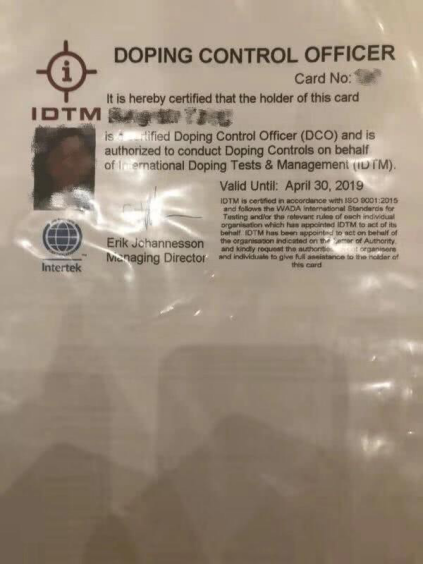 DOPING CONTROL OFFICER
Card No:
It is hereby certified that the holder of this card
IDTM
is certified Doping Control Officer (DCO) and is
authorized to conduct Doping Controls on behalf
of International Doping Tests & Management (IDTM).
Valid Until: April 30, 2019
IDTM is certified in accordance with ISO 9001:2015
and follows the WADA International Standards for
Testing and/or the relevant rules of each individual
organisation which has appointed IDTM to act of its
behalf. IDTM has been appointed to act on behalf of
the organisation indicated on the Letter of Authority,
and kindly request the organisers
and individuals to give full assistance to the holder of
this card
Erik Johannesson
Managing Director
Intertek